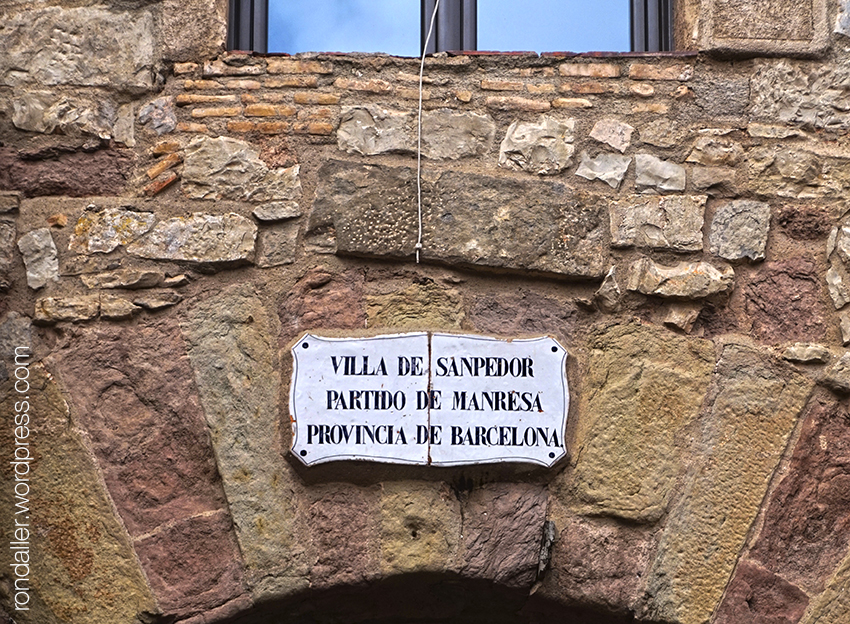 VILLA DE SANPEDOR
PARTIDO DE MANRESA
PROVINCIA DE BARCELONA.
rondaller.wordpress.com